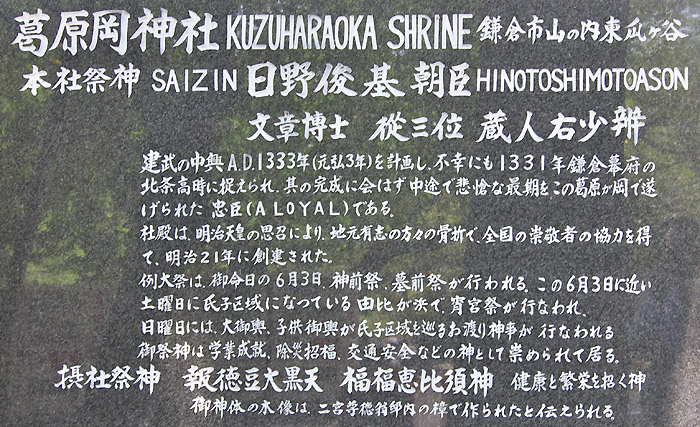 葛原岡神社 KUZUHARAOKA SHRINE 鎌倉市山の内東瓜ヶ谷
本社祭神 SAIZIN 日野俊基朝臣 HINOTOSHIMOTOASON
文章博士 從三位 蔵人右少辨
建武の中興A.D.1333年(元弘3年)を計画し、不幸にも1331年鎌倉幕府の
北条高時に捉えられ、其の完成に会はず中途で悲愴な最期をこの葛原が岡で遂
げられた 忠臣(A LOYAL)である。
社殿は、明治天皇の思召により、地元有志の方々の骨折で、全国の崇敬者の協力を得
て、明治21年に創建された。
例大祭は、御命日の6月3日、神前祭、墓前祭が行われる。この6月3日に近い
土曜日に氏子区域になつている由比が浜で、宵宮祭が行なわれ、
日曜日には、大御輿、子供御輿が氏子区域を巡るお渡り神事が行なわれる
御祭神は学業成就、除災招福、交通安全などの神として崇められて居る。
摂社祭神 報徳豆大黒天 福福恵比須神 健康と繁栄を招く神
御神体の木像は、二宮尊徳翁邸内の樟で作られたと伝えられる。